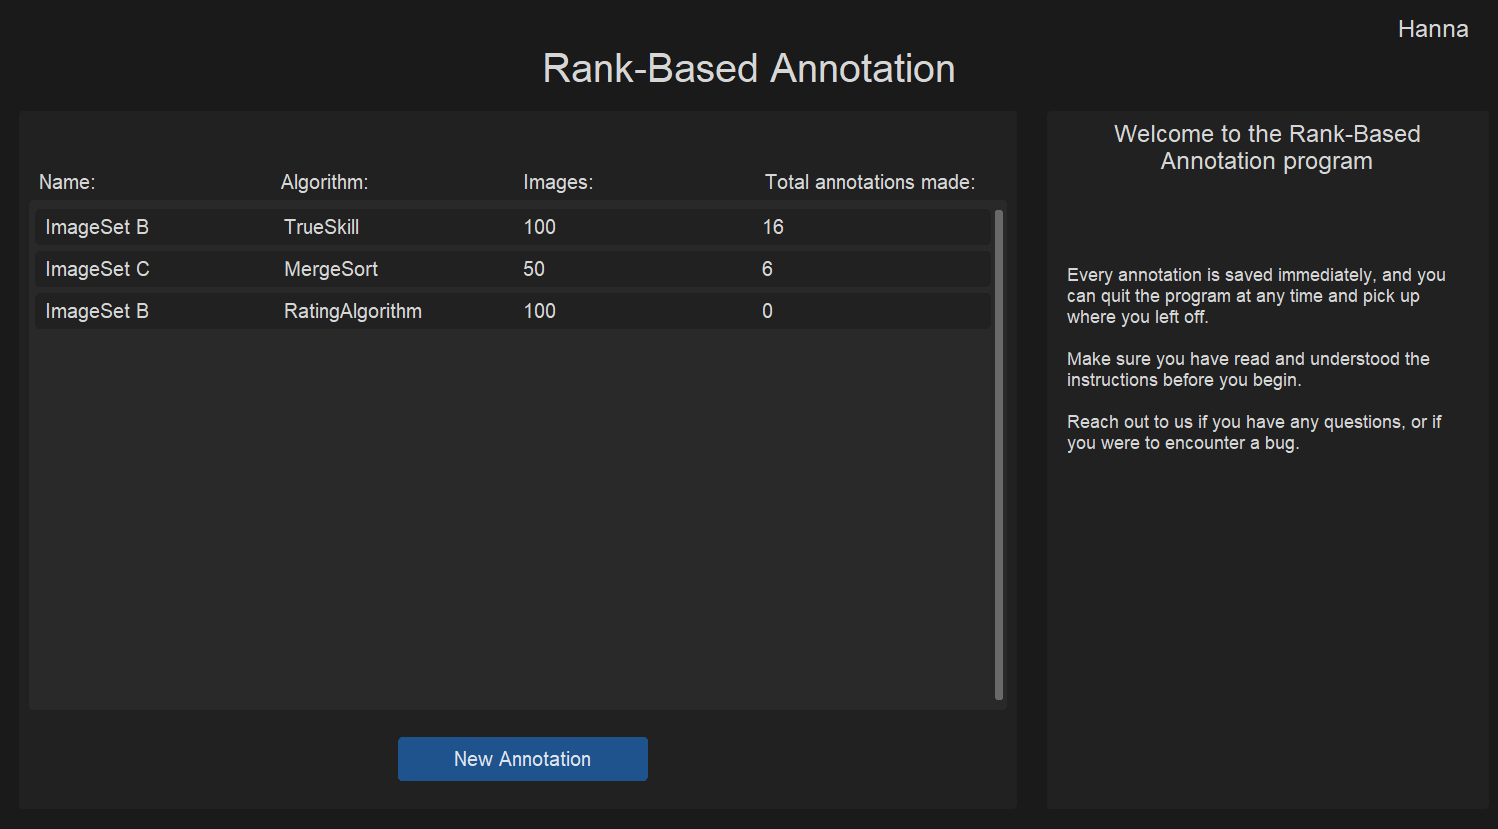 Hanna
Rank-Based Annotation
Name: Algorithm: Images: Total annotations made:
ImageSet B TrueSkill 100 16
ImageSet C MergeSort 50 6
ImageSet B RatingAlgorithm 100 0
New Annotation
Welcome to the Rank-Based
Annotation program
Every annotation is saved immediately, and you
can quit the program at any time and pick up
where you left off.
Make sure you have read and understood the
instructions before you begin.
Reach out to us if you have any questions, or if
you were to encounter a bug.